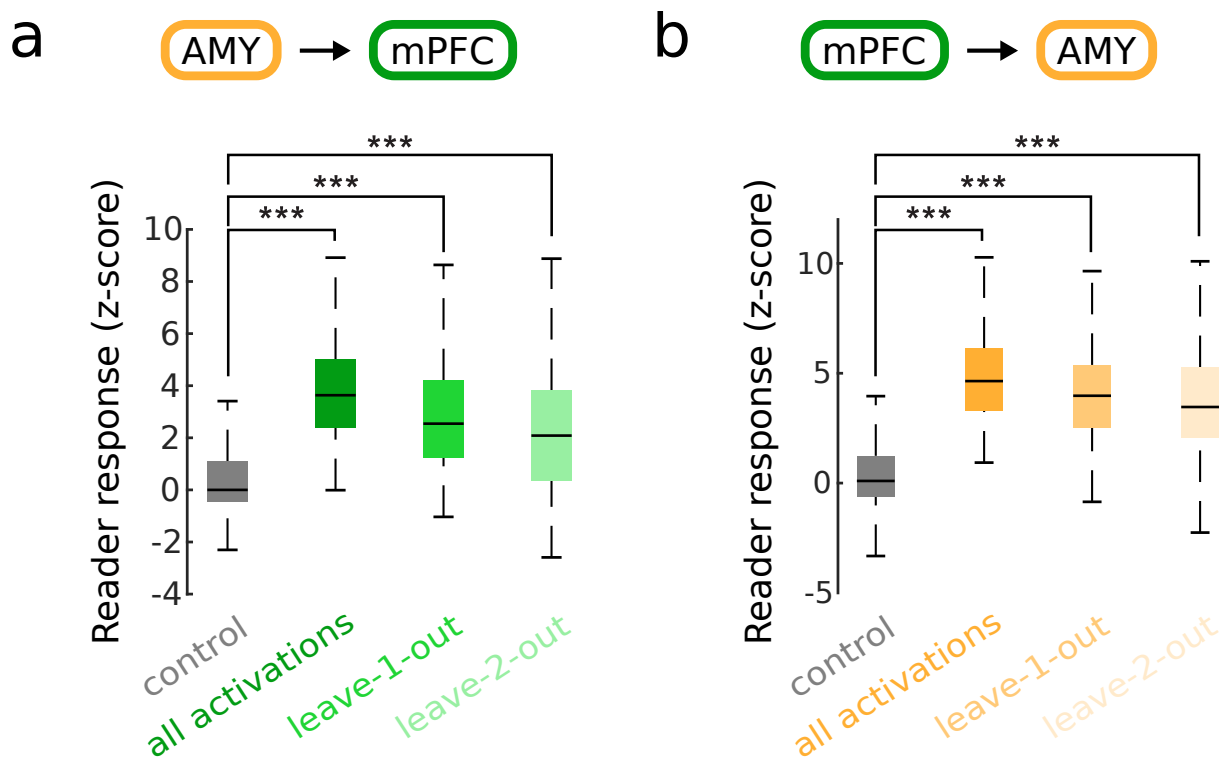 a
AMY → mPFC
***
***
***
Reader response (z-score)
10
8
6
4
2
0
-2
-4
control
all activations
leave-1-out
leave-2-out
b
mPFC → AMY
***
***
***
Reader response (z-score)
10
5
0
-5
control
all activations
leave-1-out
leave-2-out